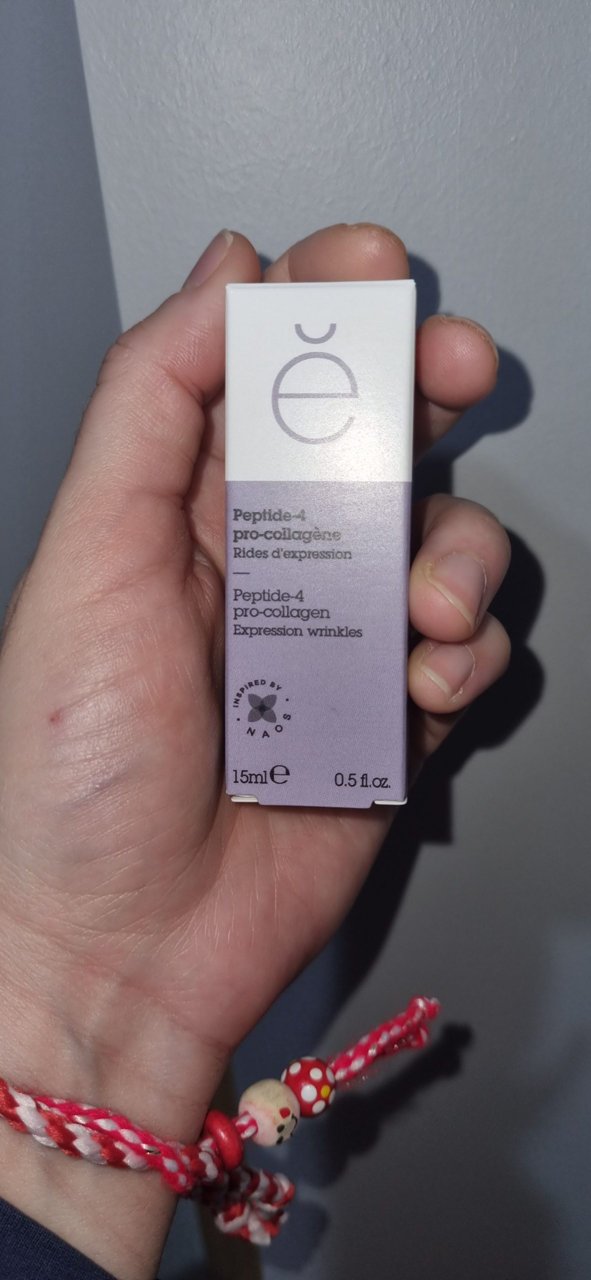 ĕ
Peptide-4
pro-collagène
Rides d'expression
—
Peptide-4
pro-collagen
Expression wrinkles
INSPIRED BY
NAOS
15ml ℮
0.5 fl.oz.